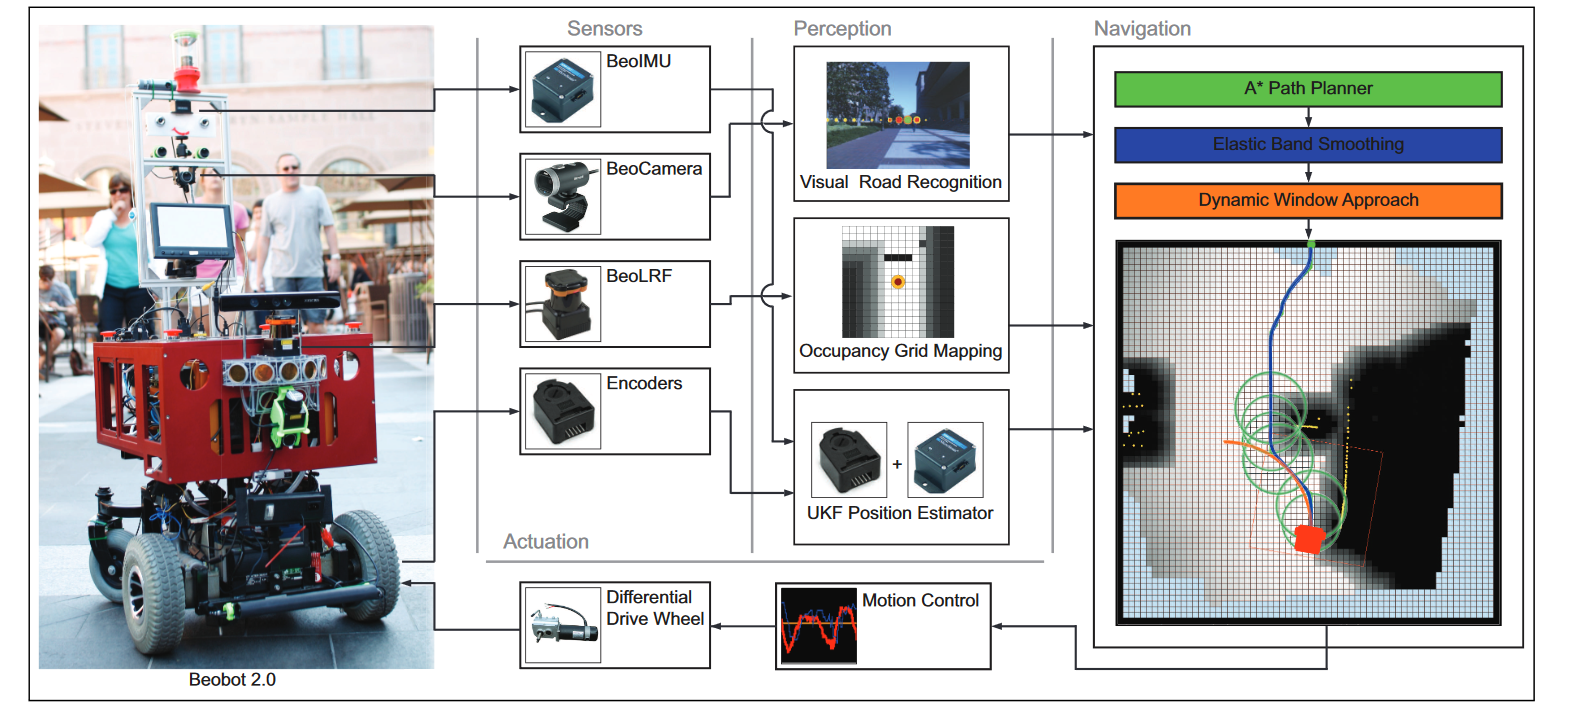 Sensors
Perception
Navigation
BeoIMU
BeoCamera
BeoLRF
Encoders
Visual Road Recognition
Occupancy Grid Mapping
+
UKF Position Estimator
A* Path Planner
Elastic Band Smoothing
Dynamic Window Approach
Actuation
Differential
Drive Wheel
Motion Control
Beobot 2.0